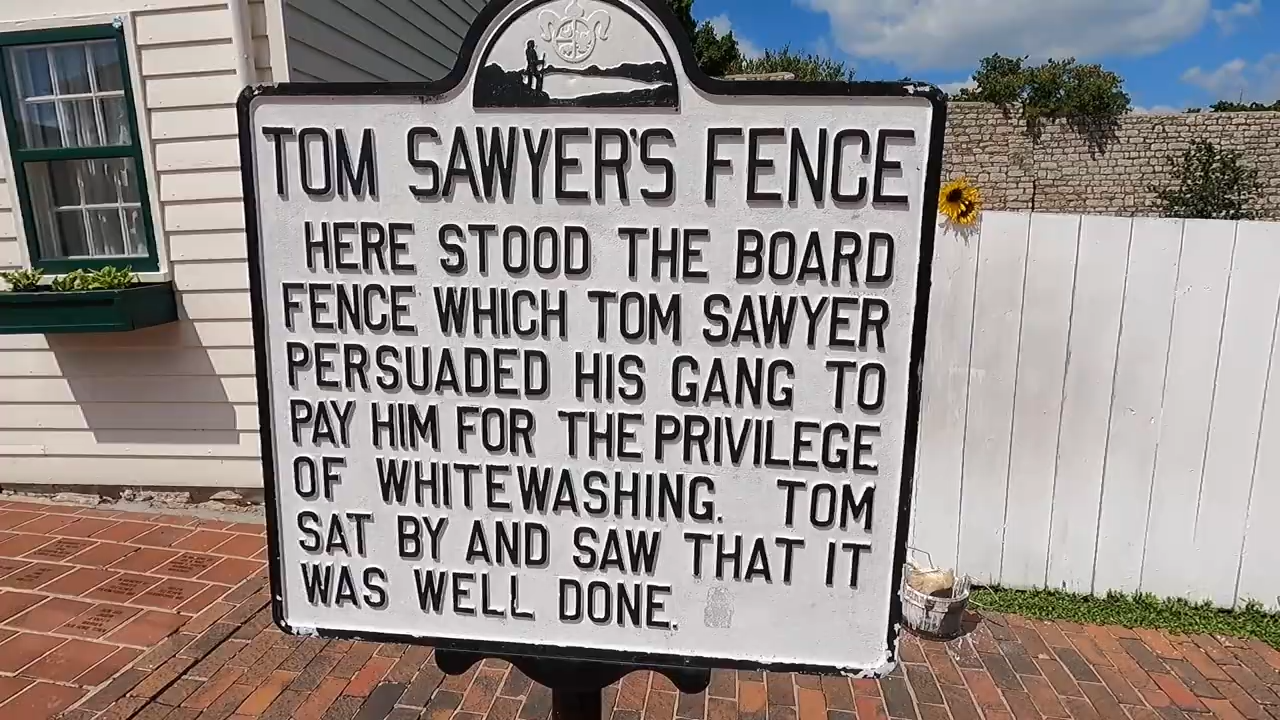 TOM SAWYER'S FENCE
HERE STOOD THE BOARD
FENCE WHICH TOM SAWYER
PERSUADED HIS GANG TO
PAY HIM FOR THE PRIVILEGE
OF WHITEWASHING. TOM
SAT BY AND SAW THAT IT
WAS WELL DONE.